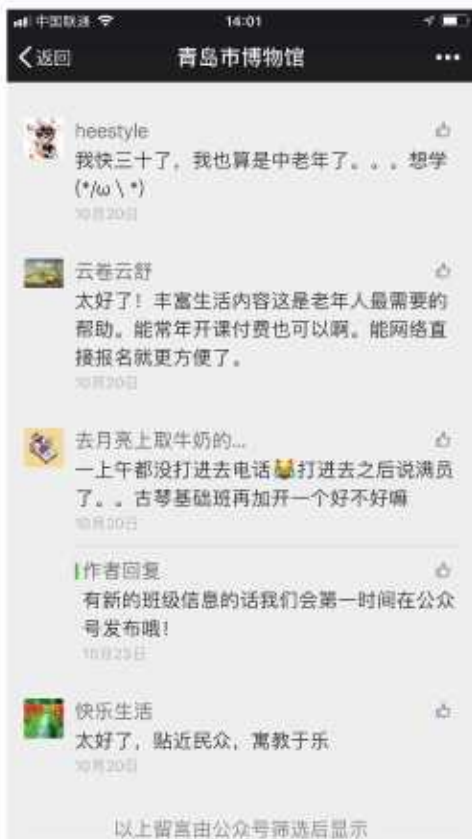 中国联通
14:01
返回
青岛市博物馆
heestyle
我快三十了，我也算是中老年了。。。想学
(*/ω＼*)
10月20日
云卷云舒
太好了！丰富生活内容这是老年人最需要的
帮助。能常年开课付费也可以啊。能网络直
接报名就更方便了。
10月20日
去月亮上取牛奶的...
一上午都没打进去电话😹打进去之后说满员
了。。古琴基础班再加开一个好不好嘛
10月20日
作者回复
有新的班级信息的话我们会第一时间在公众
号发布哦！
10月23日
快乐生活
太好了，贴近民众，寓教于乐
10月20日
以上留言由公众号筛选后显示